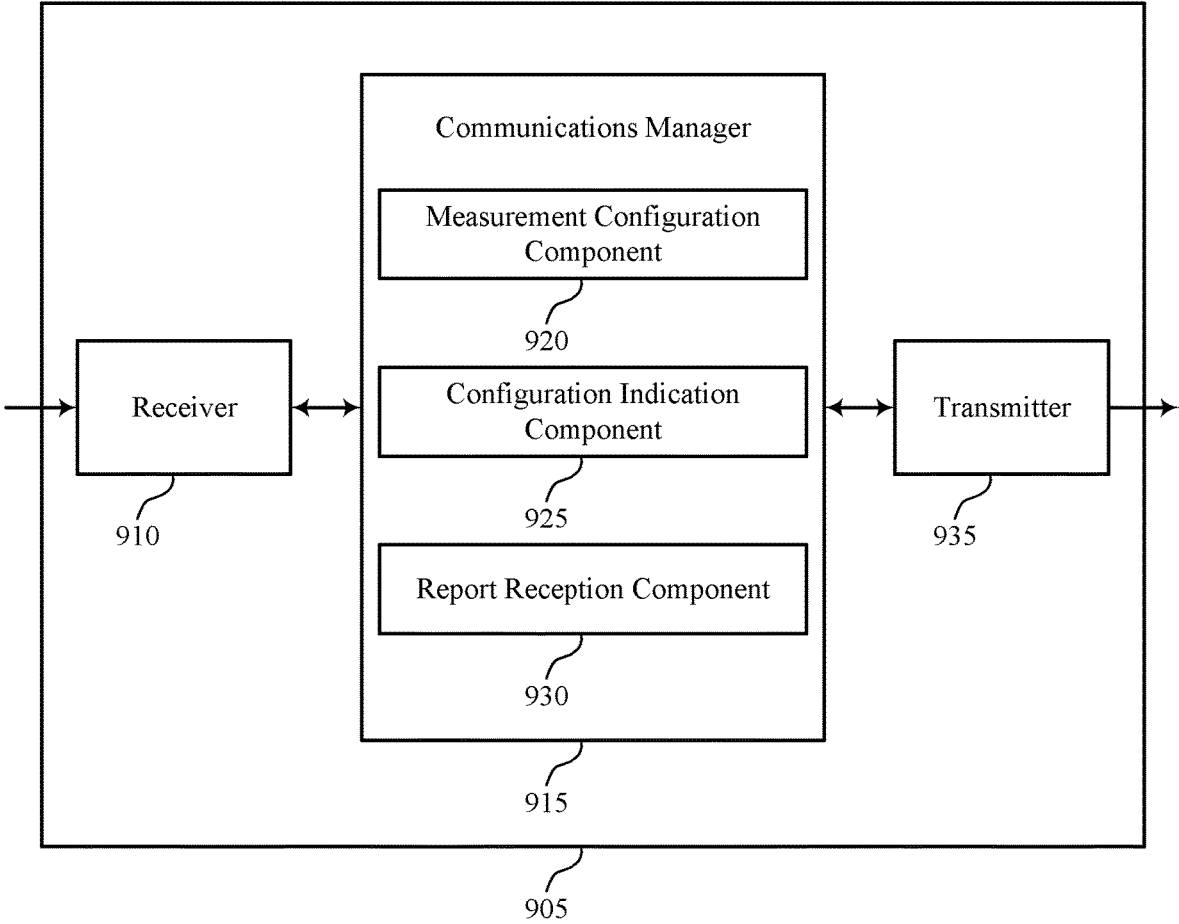 Communications Manager
Measurement Configuration
Component
920
Receiver
910
Configuration Indication
Component
925
Transmitter
935
Report Reception Component
930
915
905